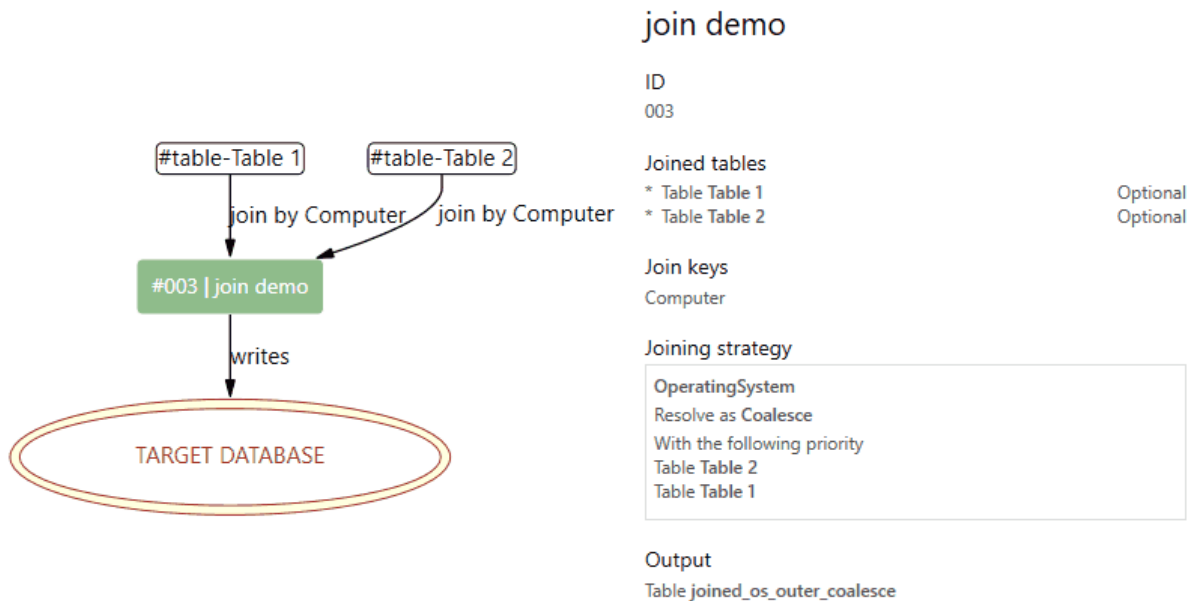 #table-Table 1
#table-Table 2
join by Computer
join by Computer
#003 | join demo
writes
TARGET DATABASE
join demo
ID
003
Joined tables
* Table Table 1 Optional
* Table Table 2 Optional
Join keys
Computer
Joining strategy
OperatingSystem
Resolve as Coalesce
With the following priority
Table Table 2
Table Table 1
Output
Table joined_os_outer_coalesce